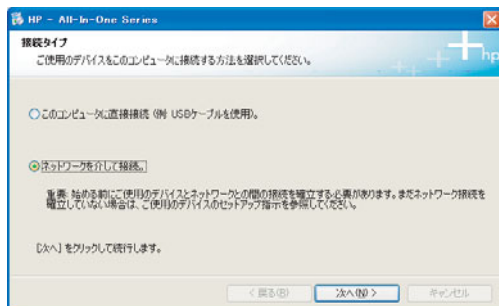 HP - All-In-One Series
接続タイプ
ご使用のデバイスをこのコンピュータに接続する方法を選択してください。
hp
このコンピュータに直接接続 (例: USBケーブルを使用)。
ネットワークを介して接続。
重要: 始める前にご使用のデバイスとネットワークとの間の接続を確立する必要があります。まだネットワーク接続を
確立していない場合は、ご使用のデバイスのセットアップ指示を参照してください。
[次へ] をクリックして続行します。
< 戻る(B)
次へ(N) >
キャンセル